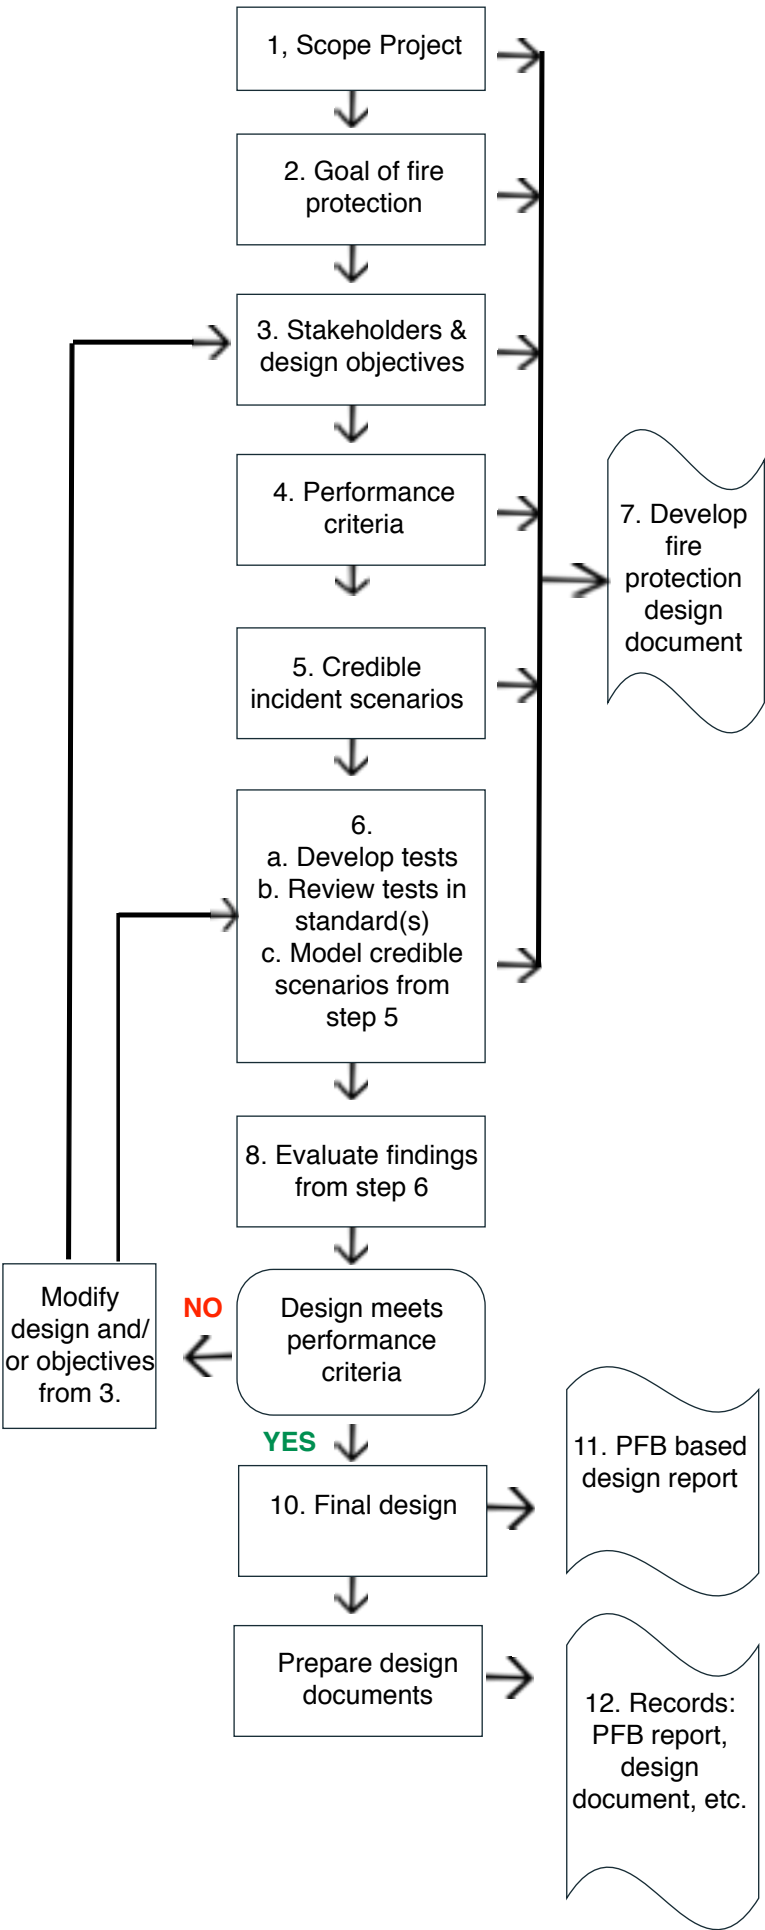 1, Scope Project
2. Goal of fire
protection
3. Stakeholders &
design objectives
4. Performance
criteria
7. Develop
fire
protection
design
document
5. Credible
incident scenarios
6.
a. Develop tests
b. Review tests in
standard(s)
c. Model credible
scenarios from
step 5
8. Evaluate findings
from step 6
Modify
design and/
or objectives
from 3.
NO
Design meets
performance
criteria
YES
10. Final design
11. PFB based
design report
Prepare design
documents
12. Records:
PFB report,
design
document, etc.